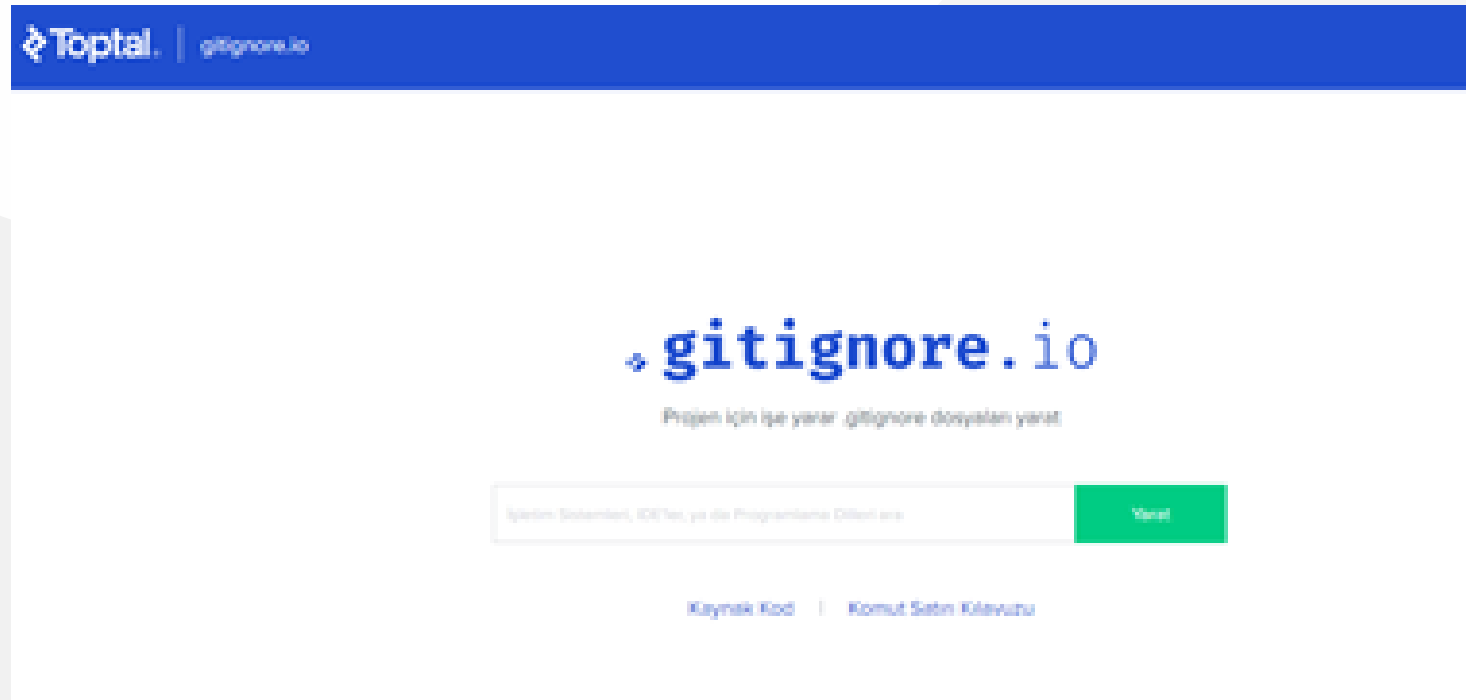 Toptal. | gitignore.io
.gitignore.io
Projen için işe yarar .gitignore dosyaları yarat
İşletim Sistemleri, IDE'ler, ya da Programlama Dilleri ara
Yarat
Kaynak Kod | Komut Satırı Kılavuzu